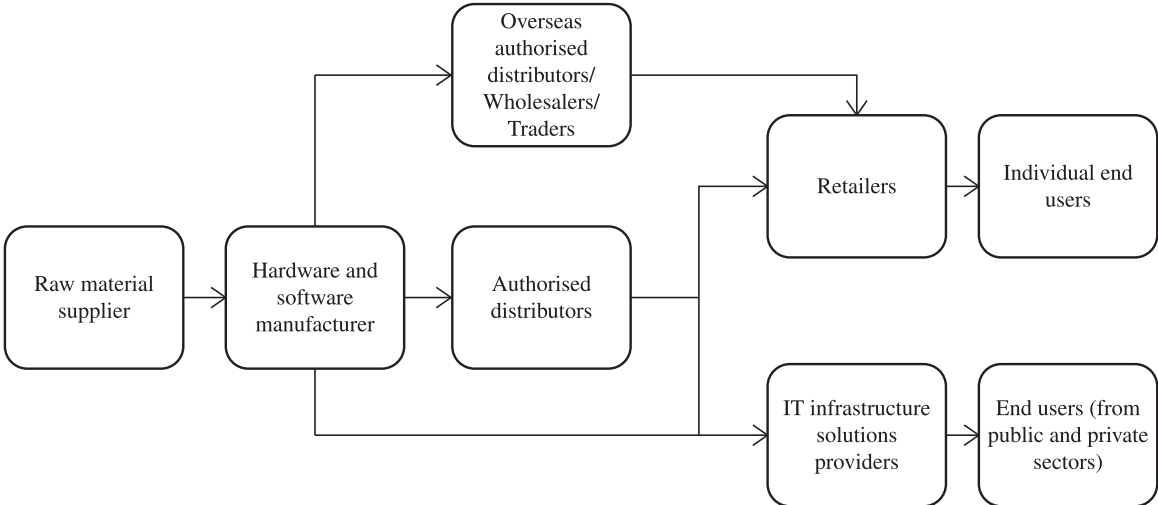 Overseas
authorised
distributors/
Wholesalers/
Traders
Retailers
Individual end
users
Raw material
supplier
Hardware and
software
manufacturer
Authorised
distributors
IT infrastructure
solutions
providers
End users (from
public and private
sectors)